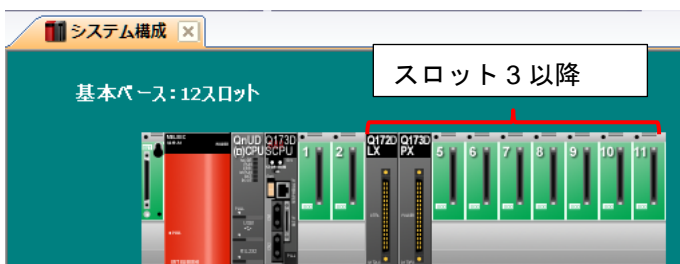 システム構成
スロット3以降
基本ベース:12スロット
MELSEC
QnUD
(H)CPU
Q173D
SCPU
1
2
Q172D
LX
Q173D
PX
5
6
7
8
9
10
11